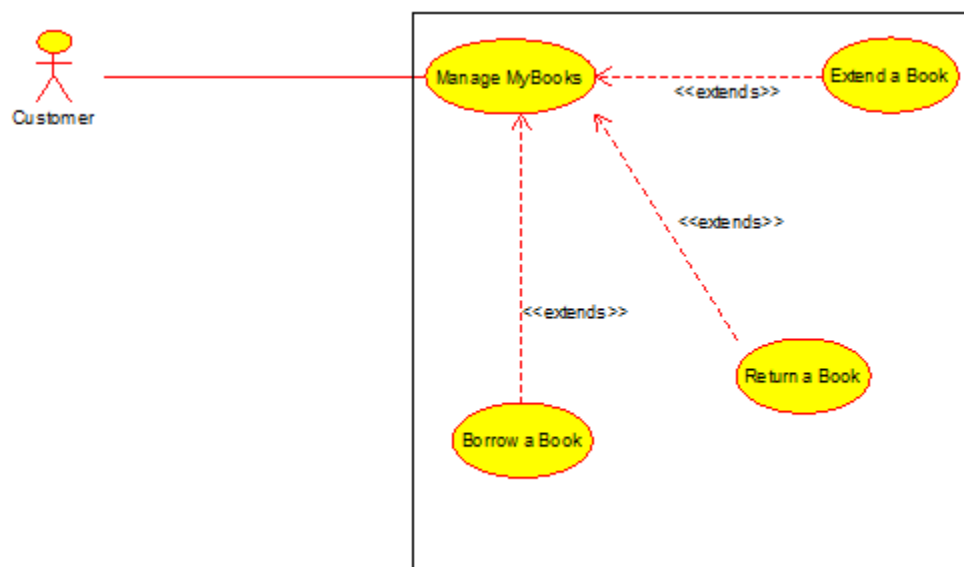 Manage MyBooks
Extend a Book
<<extends>>
Customer
<<extends>>
<<extends>>
Return a Book
Borrow a Book